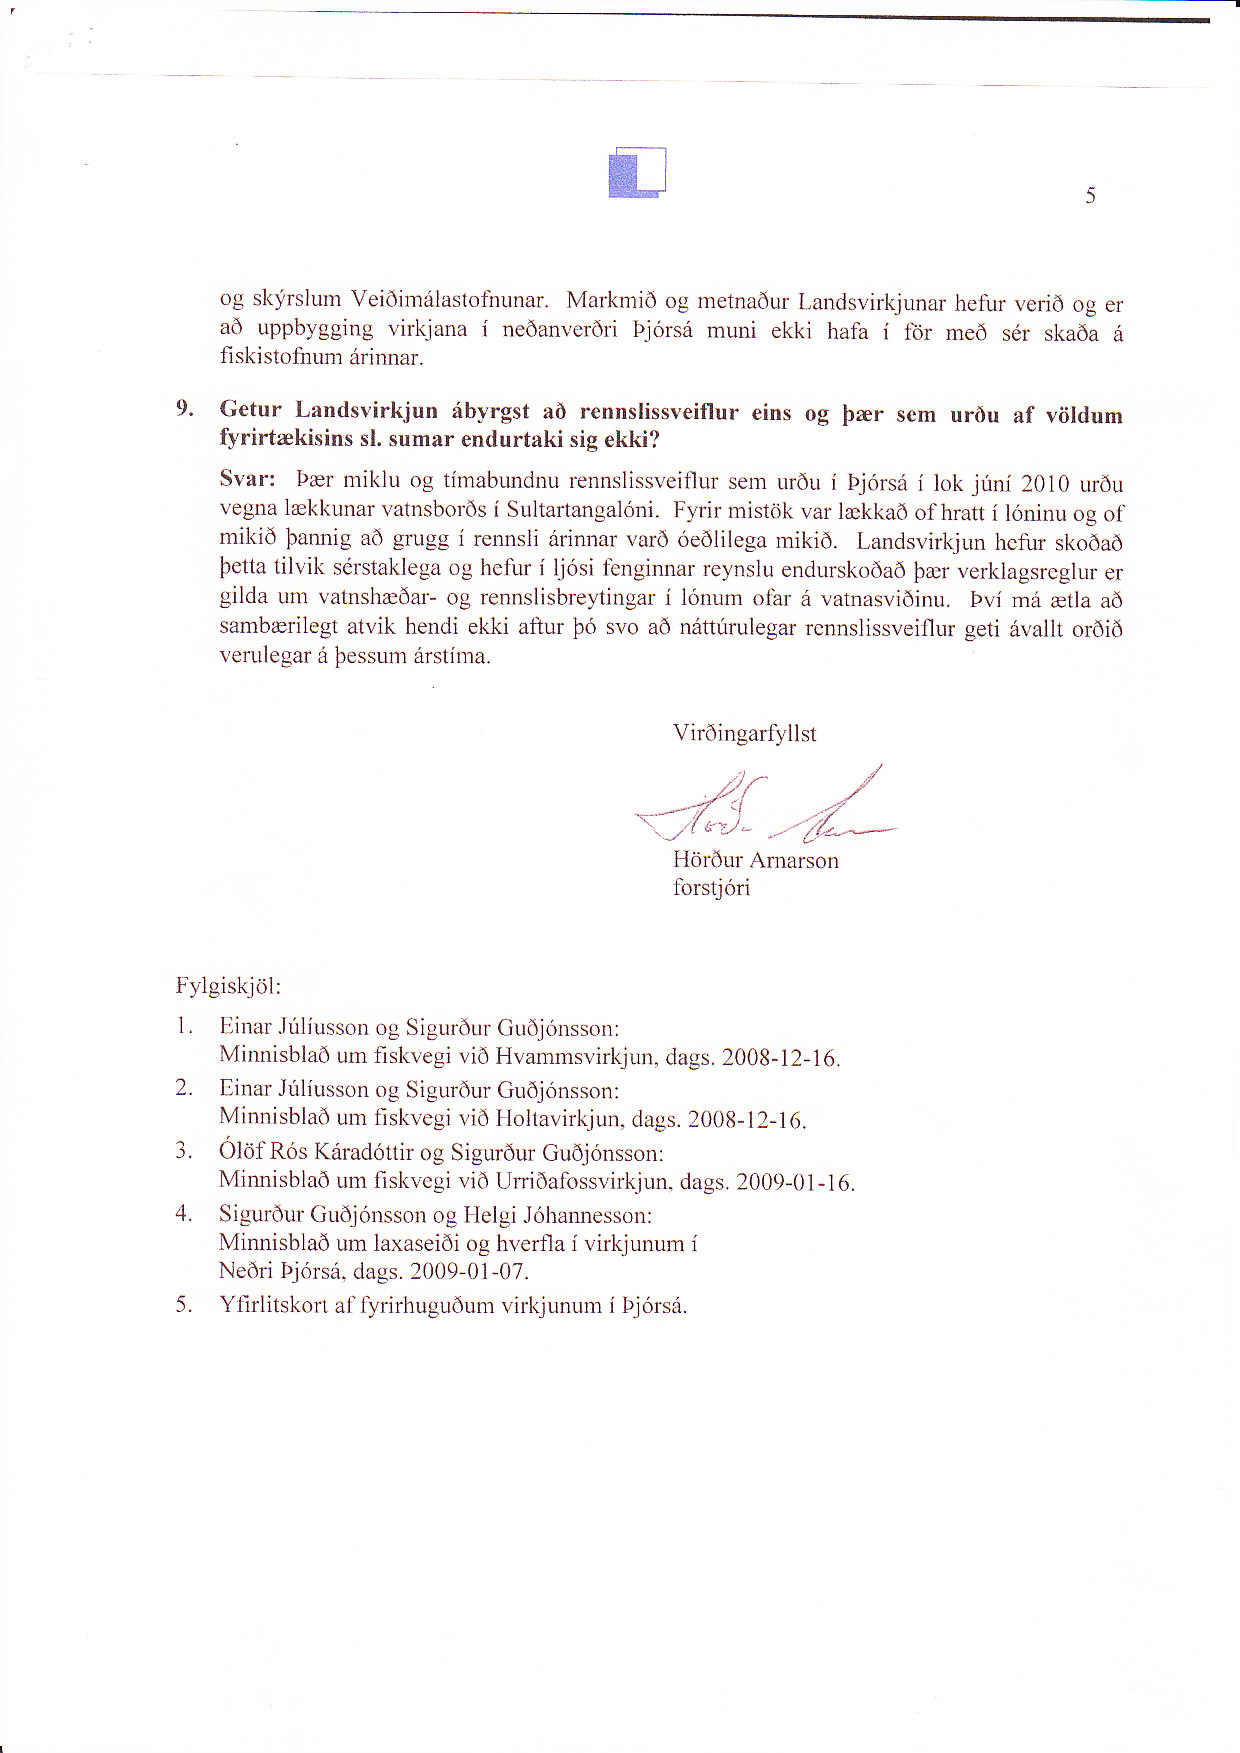 5
og skýrslum Veiðimálastofnunar. Markmið og metnaður Landsvirkjunar hefur verið og er
að uppbygging virkjana í neðanverðri Þjórsá muni ekki hafa í för með sér skaða á
fiskistofnum árinnar.
9. Getur Landsvirkjun ábyrgst að rennslissveiflur eins og þær sem urðu af völdum
fyrirtækisins sl. sumar endurtaki sig ekki?
Svar: Þær miklu og tímabundnu rennslissveiflur sem urðu í Þjórsá í lok júní 2010 urðu
vegna lækkunar vatnsborðs í Sultartangalóni. Fyrir mistök var lækkað of hratt í lóninu og of
mikið þannig að grugg í rennsli árinnar varð óeðlilega mikið. Landsvirkjun hefur skoðað
þetta tilvik sérstaklega og hefur í ljósi fenginnar reynslu endurskoðað þær verklagsreglur er
gilda um vatnshæðar- og rennslisbreytingar í lónum ofar á vatnasviðinu. Því má ætla að
sambærilegt atvik hendi ekki aftur þó svo að náttúrulegar rennslissveiflur geti ávallt orðið
verulegar á þessum árstíma.
Virðingarfyllst
Hörður Arnarson
forstjóri
Fylgiskjöl:
1. Einar Júlíusson og Sigurður Guðjónsson:
Minnisblað um fiskvegi við Hvammsvirkjun, dags. 2008-12-16.
2. Einar Júlíusson og Sigurður Guðjónsson:
Minnisblað um fiskvegi við Holtavirkjun, dags. 2008-12-16.
3. Ólöf Rós Káradóttir og Sigurður Guðjónsson:
Minnisblað um fiskvegi við Urriðafossvirkjun, dags. 2009-01-16.
4. Sigurður Guðjónsson og Helgi Jóhannesson:
Minnisblað um laxaseiði og hverfla í virkjunum í
Neðri Þjórsá, dags. 2009-01-07.
5. Yfirlitskort af fyrirhuguðum virkjunum í Þjórsá.